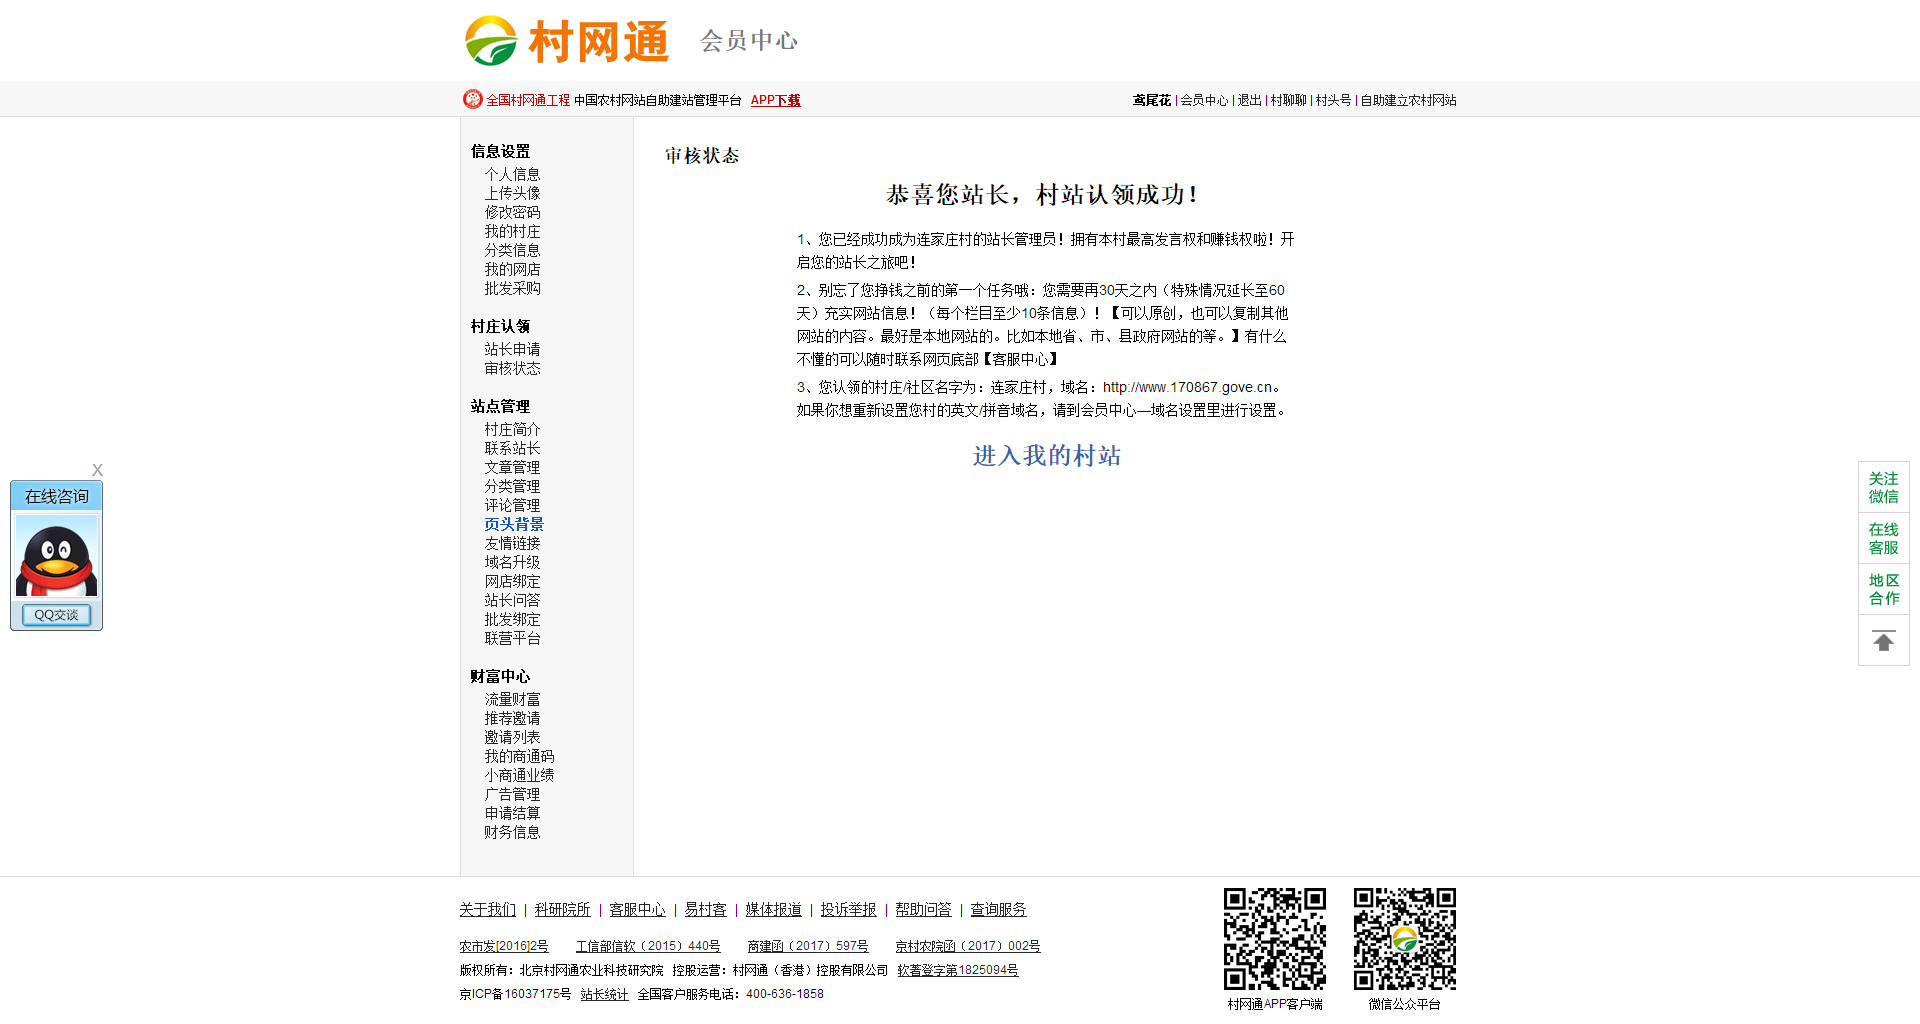 村网通 会员中心
全国村网通工程 中国农村网站自助建站管理平台 APP下载
鸢尾花 | 会员中心 | 退出 | 村聊聊 | 村头号 | 自助建立农村网站
信息设置
个人信息
上传头像
修改密码
我的村庄
分类信息
我的网店
批发采购
村庄认领
站长申请
审核状态
站点管理
村庄简介
联系站长
文章管理
分类管理
评论管理
页头背景
友情链接
域名升级
网店绑定
站长问答
批发绑定
联营平台
财富中心
流量财富
推荐邀请
邀请列表
我的商通码
小商通业绩
广告管理
申请结算
财务信息
审核状态
恭喜您站长，村站认领成功！
1、您已经成功成为连家庄村的站长管理员！拥有本村最高发言权和赚钱权啦！开
启您的站长之旅吧！
2、别忘了您挣钱之前的第一个任务哦：您需要再30天之内（特殊情况延长至60
天）充实网站信息！（每个栏目至少10条信息）！【可以原创，也可以复制其他
网站的内容。最好是本地网站的。比如本地省、市、县政府网站的等。】有什么
不懂的可以随时联系网页底部【客服中心】
3、您认领的村庄/社区名字为：连家庄村，域名：http://www.170867.gove.cn。
如果你想重新设置您村的英文/拼音域名，请到会员中心—域名设置里进行设置。
进入我的村站
X
在线咨询
QQ交谈
关注
微信
在线
客服
地区
合作
关于我们 | 科研院所 | 客服中心 | 易村客 | 媒体报道 | 投诉举报 | 帮助问答 | 查询服务
农市发[2016]2号 工信部信软（2015）440号 商建函（2017）597号 京村农院函（2017）002号
版权所有：北京村网通农业科技研究院 控股运营：村网通（香港）控股有限公司 软著登字第1825094号
京ICP备16037175号 站长统计 全国客户服务电话：400-636-1858
村网通APP客户端
微信公众平台